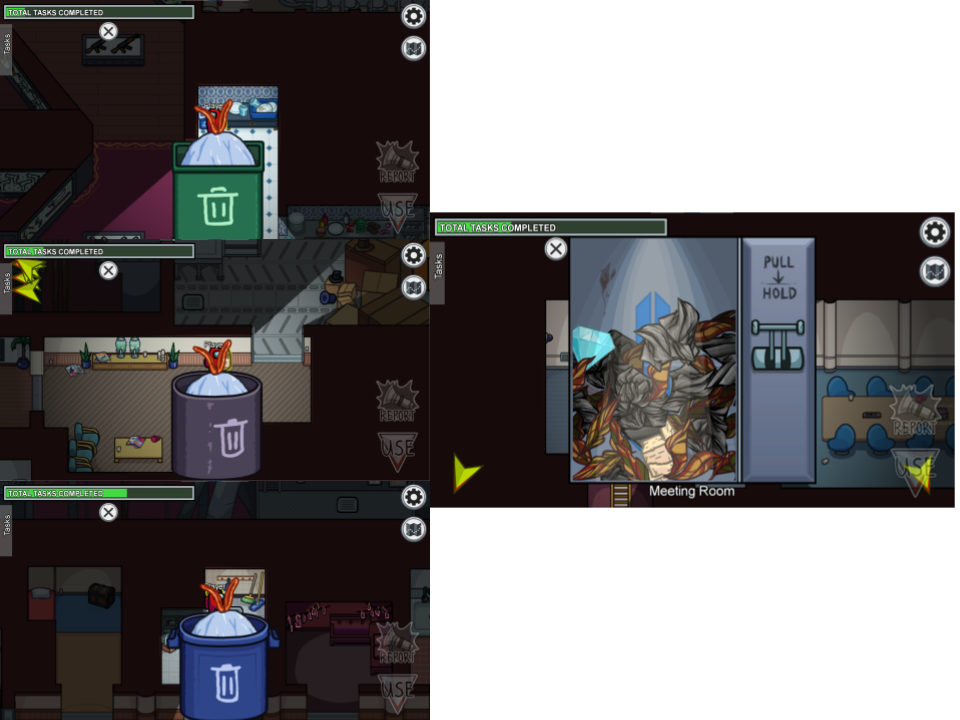 TOTAL TASKS COMPLETED
Tasks
REPORT
USE
TOTAL TASKS COMPLETED
Tasks
REPORT
USE
TOTAL TASKS COMPLETED
Tasks
REPORT
USE
TOTAL TASKS COMPLETED
Tasks
PULL
HOLD
REPORT
USE
Meeting Room